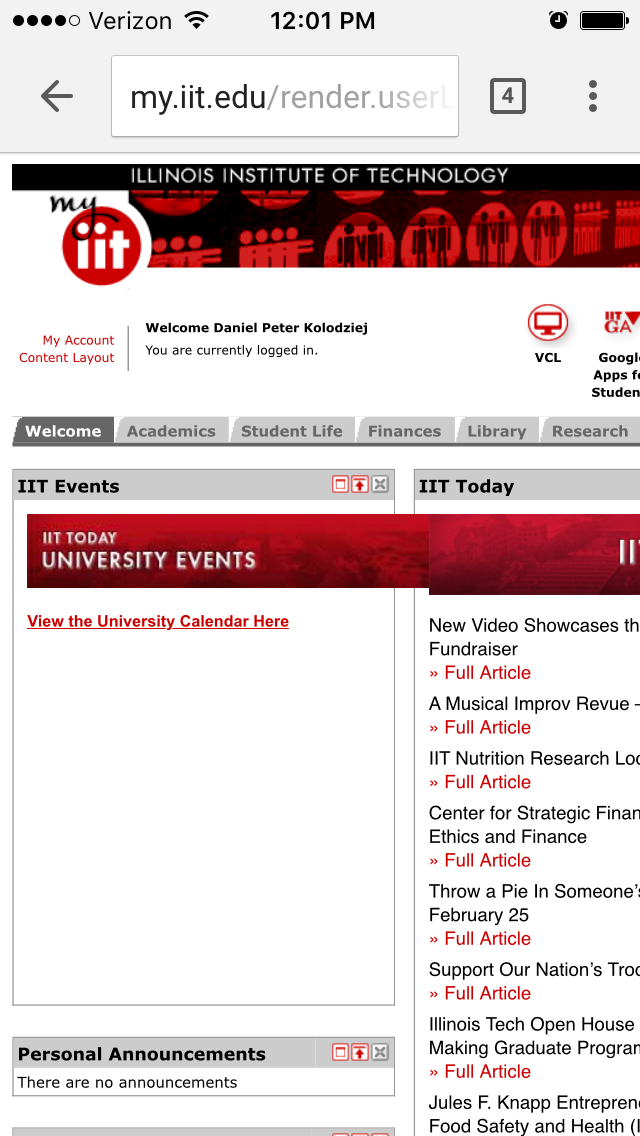 Verizon 12:01 PM
my.iit.edu/render.userL
4
ILLINOIS INSTITUTE OF TECHNOLOGY
my
iit
My Account
Content Layout
Welcome Daniel Peter Kolodziej
You are currently logged in.
VCL
IIT
GA
Google
Apps fo
Studen
Welcome Academics Student Life Finances Library Research
IIT Events
IIT TODAY
UNIVERSITY EVENTS
View the University Calendar Here
Personal Announcements
There are no announcements
IIT Today
II
New Video Showcases th
Fundraiser
» Full Article
A Musical Improv Revue -
» Full Article
IIT Nutrition Research Loo
» Full Article
Center for Strategic Finan
Ethics and Finance
» Full Article
Throw a Pie In Someone's
February 25
» Full Article
Support Our Nation's Troo
» Full Article
Illinois Tech Open House
Making Graduate Program
» Full Article
Jules F. Knapp Entrepren
Food Safety and Health (I